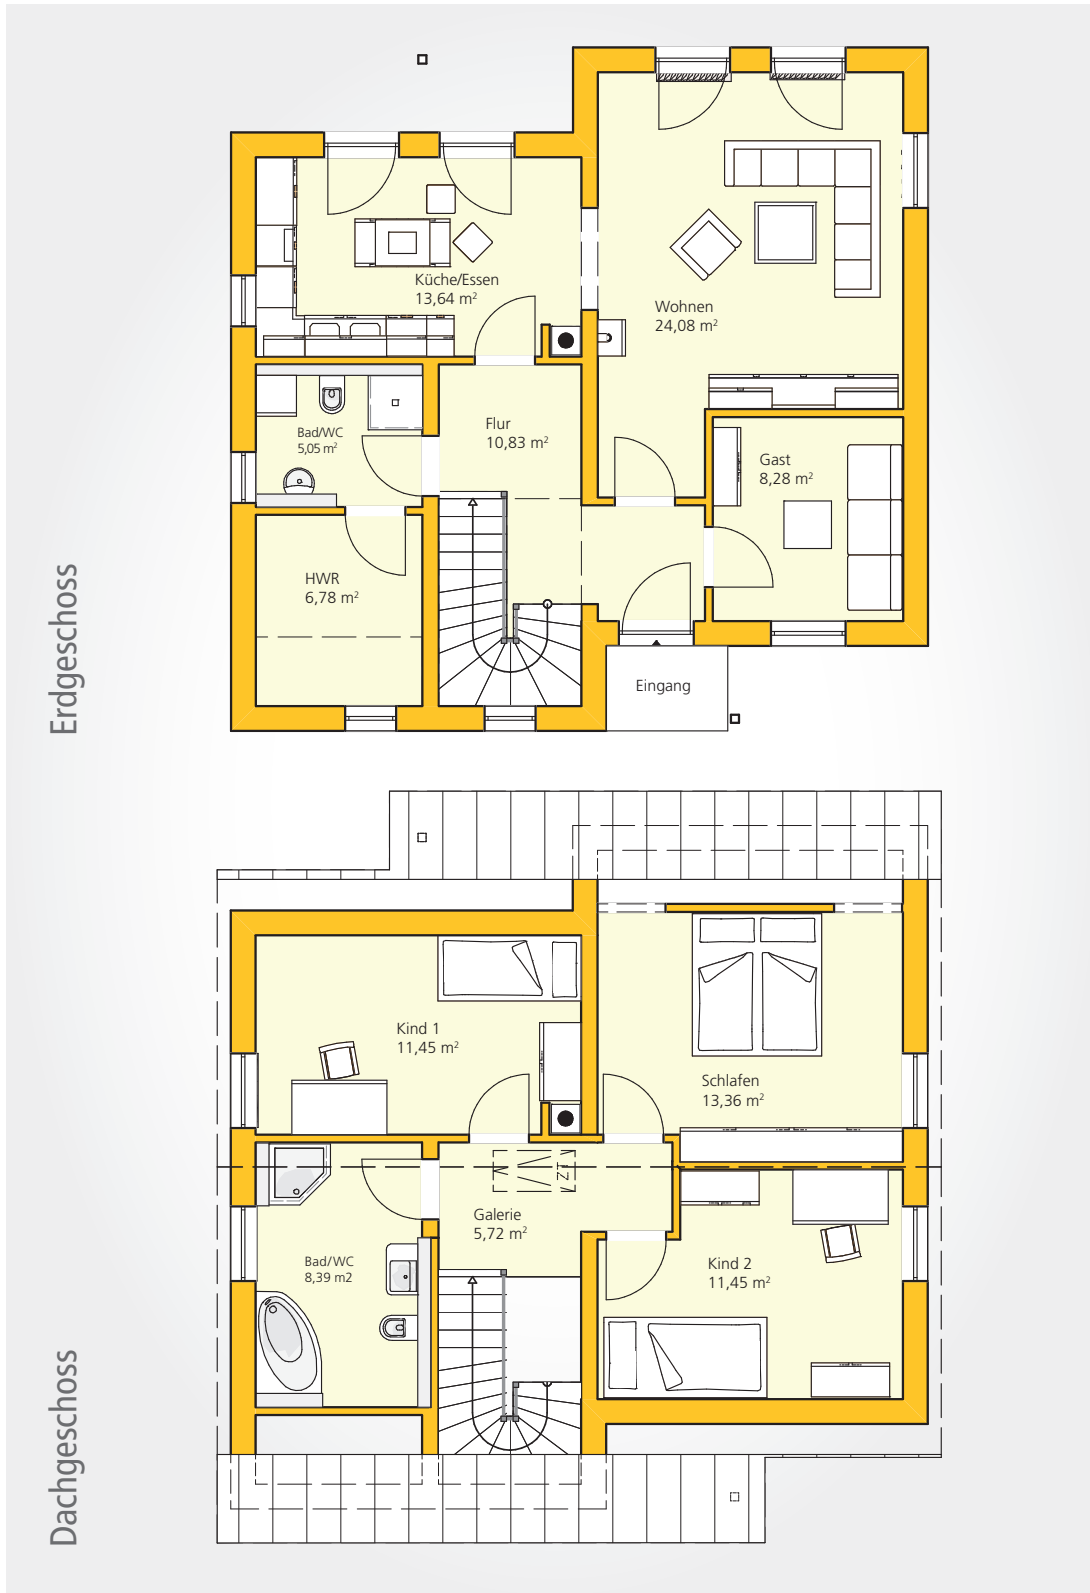 Erdgeschoss
Küche/Essen
13,64 m²
Wohnen
24,08 m²
Bad/WC
5,05 m²
Flur
10,83 m²
Gast
8,28 m²
HWR
6,78 m²
Eingang
Dachgeschoss
Kind 1
11,45 m²
Schlafen
13,36 m²
Galerie
5,72 m²
Bad/WC
8,39 m2
Kind 2
11,45 m²